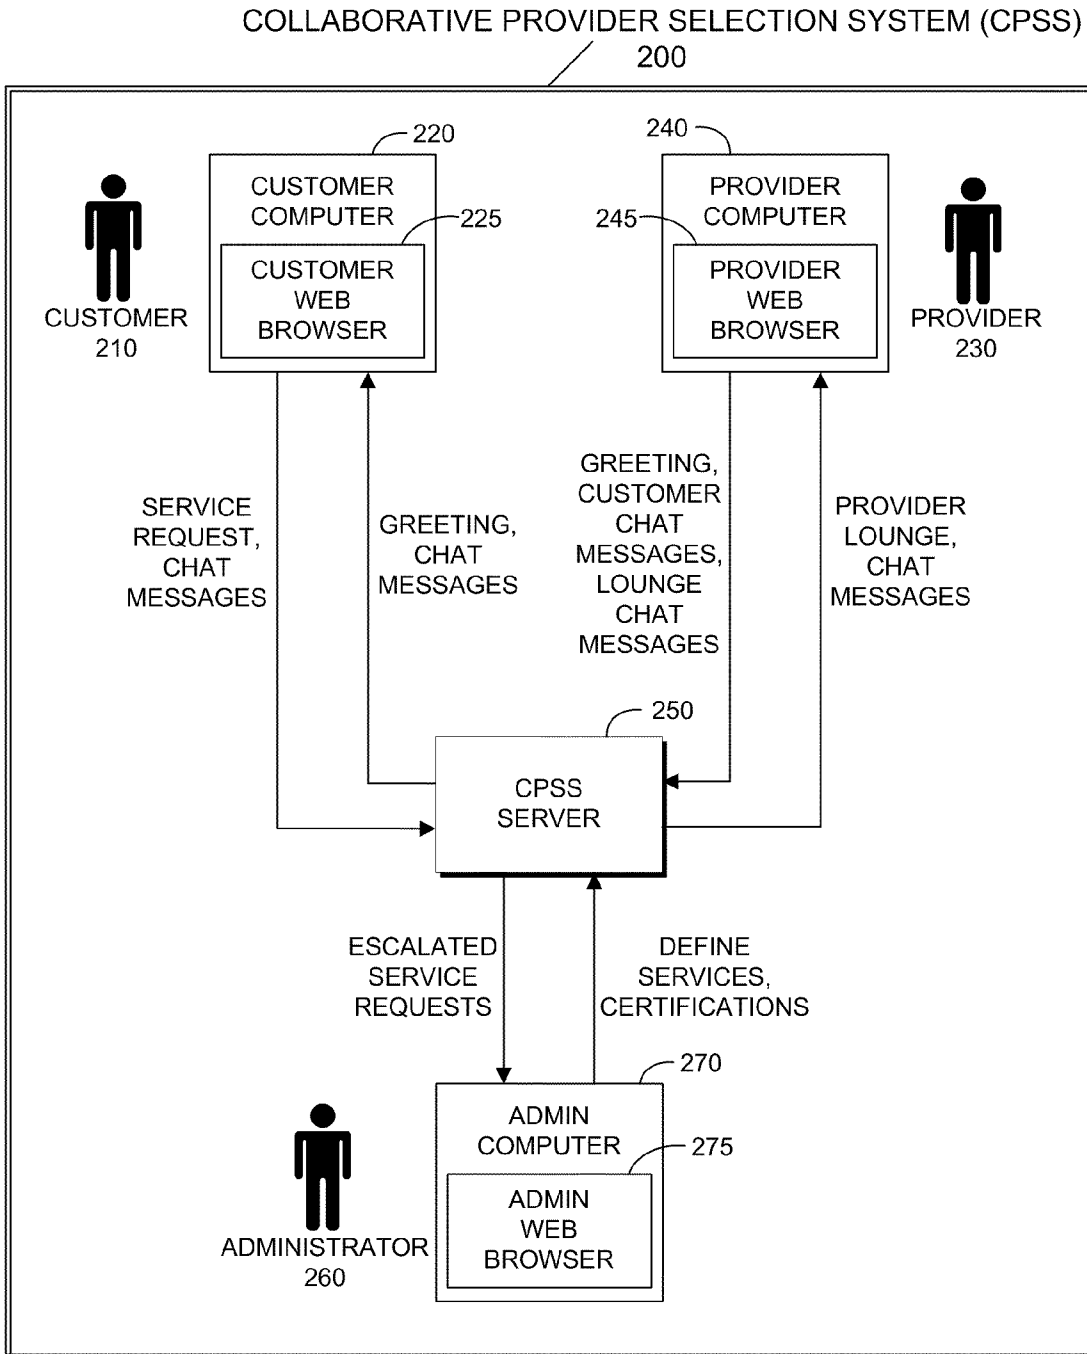 COLLABORATIVE PROVIDER SELECTION SYSTEM (CPSS)
200
220
CUSTOMER
COMPUTER
225
CUSTOMER
WEB
BROWSER
CUSTOMER
210
240
PROVIDER
COMPUTER
245
PROVIDER
WEB
BROWSER
PROVIDER
230
SERVICE
REQUEST,
CHAT
MESSAGES
GREETING,
CHAT
MESSAGES
GREETING,
CUSTOMER
CHAT
MESSAGES,
LOUNGE
CHAT
MESSAGES
PROVIDER
LOUNGE,
CHAT
MESSAGES
250
CPSS
SERVER
ESCALATED
SERVICE
REQUESTS
DEFINE
SERVICES,
CERTIFICATIONS
270
ADMIN
COMPUTER
275
ADMIN
WEB
BROWSER
ADMINISTRATOR
260